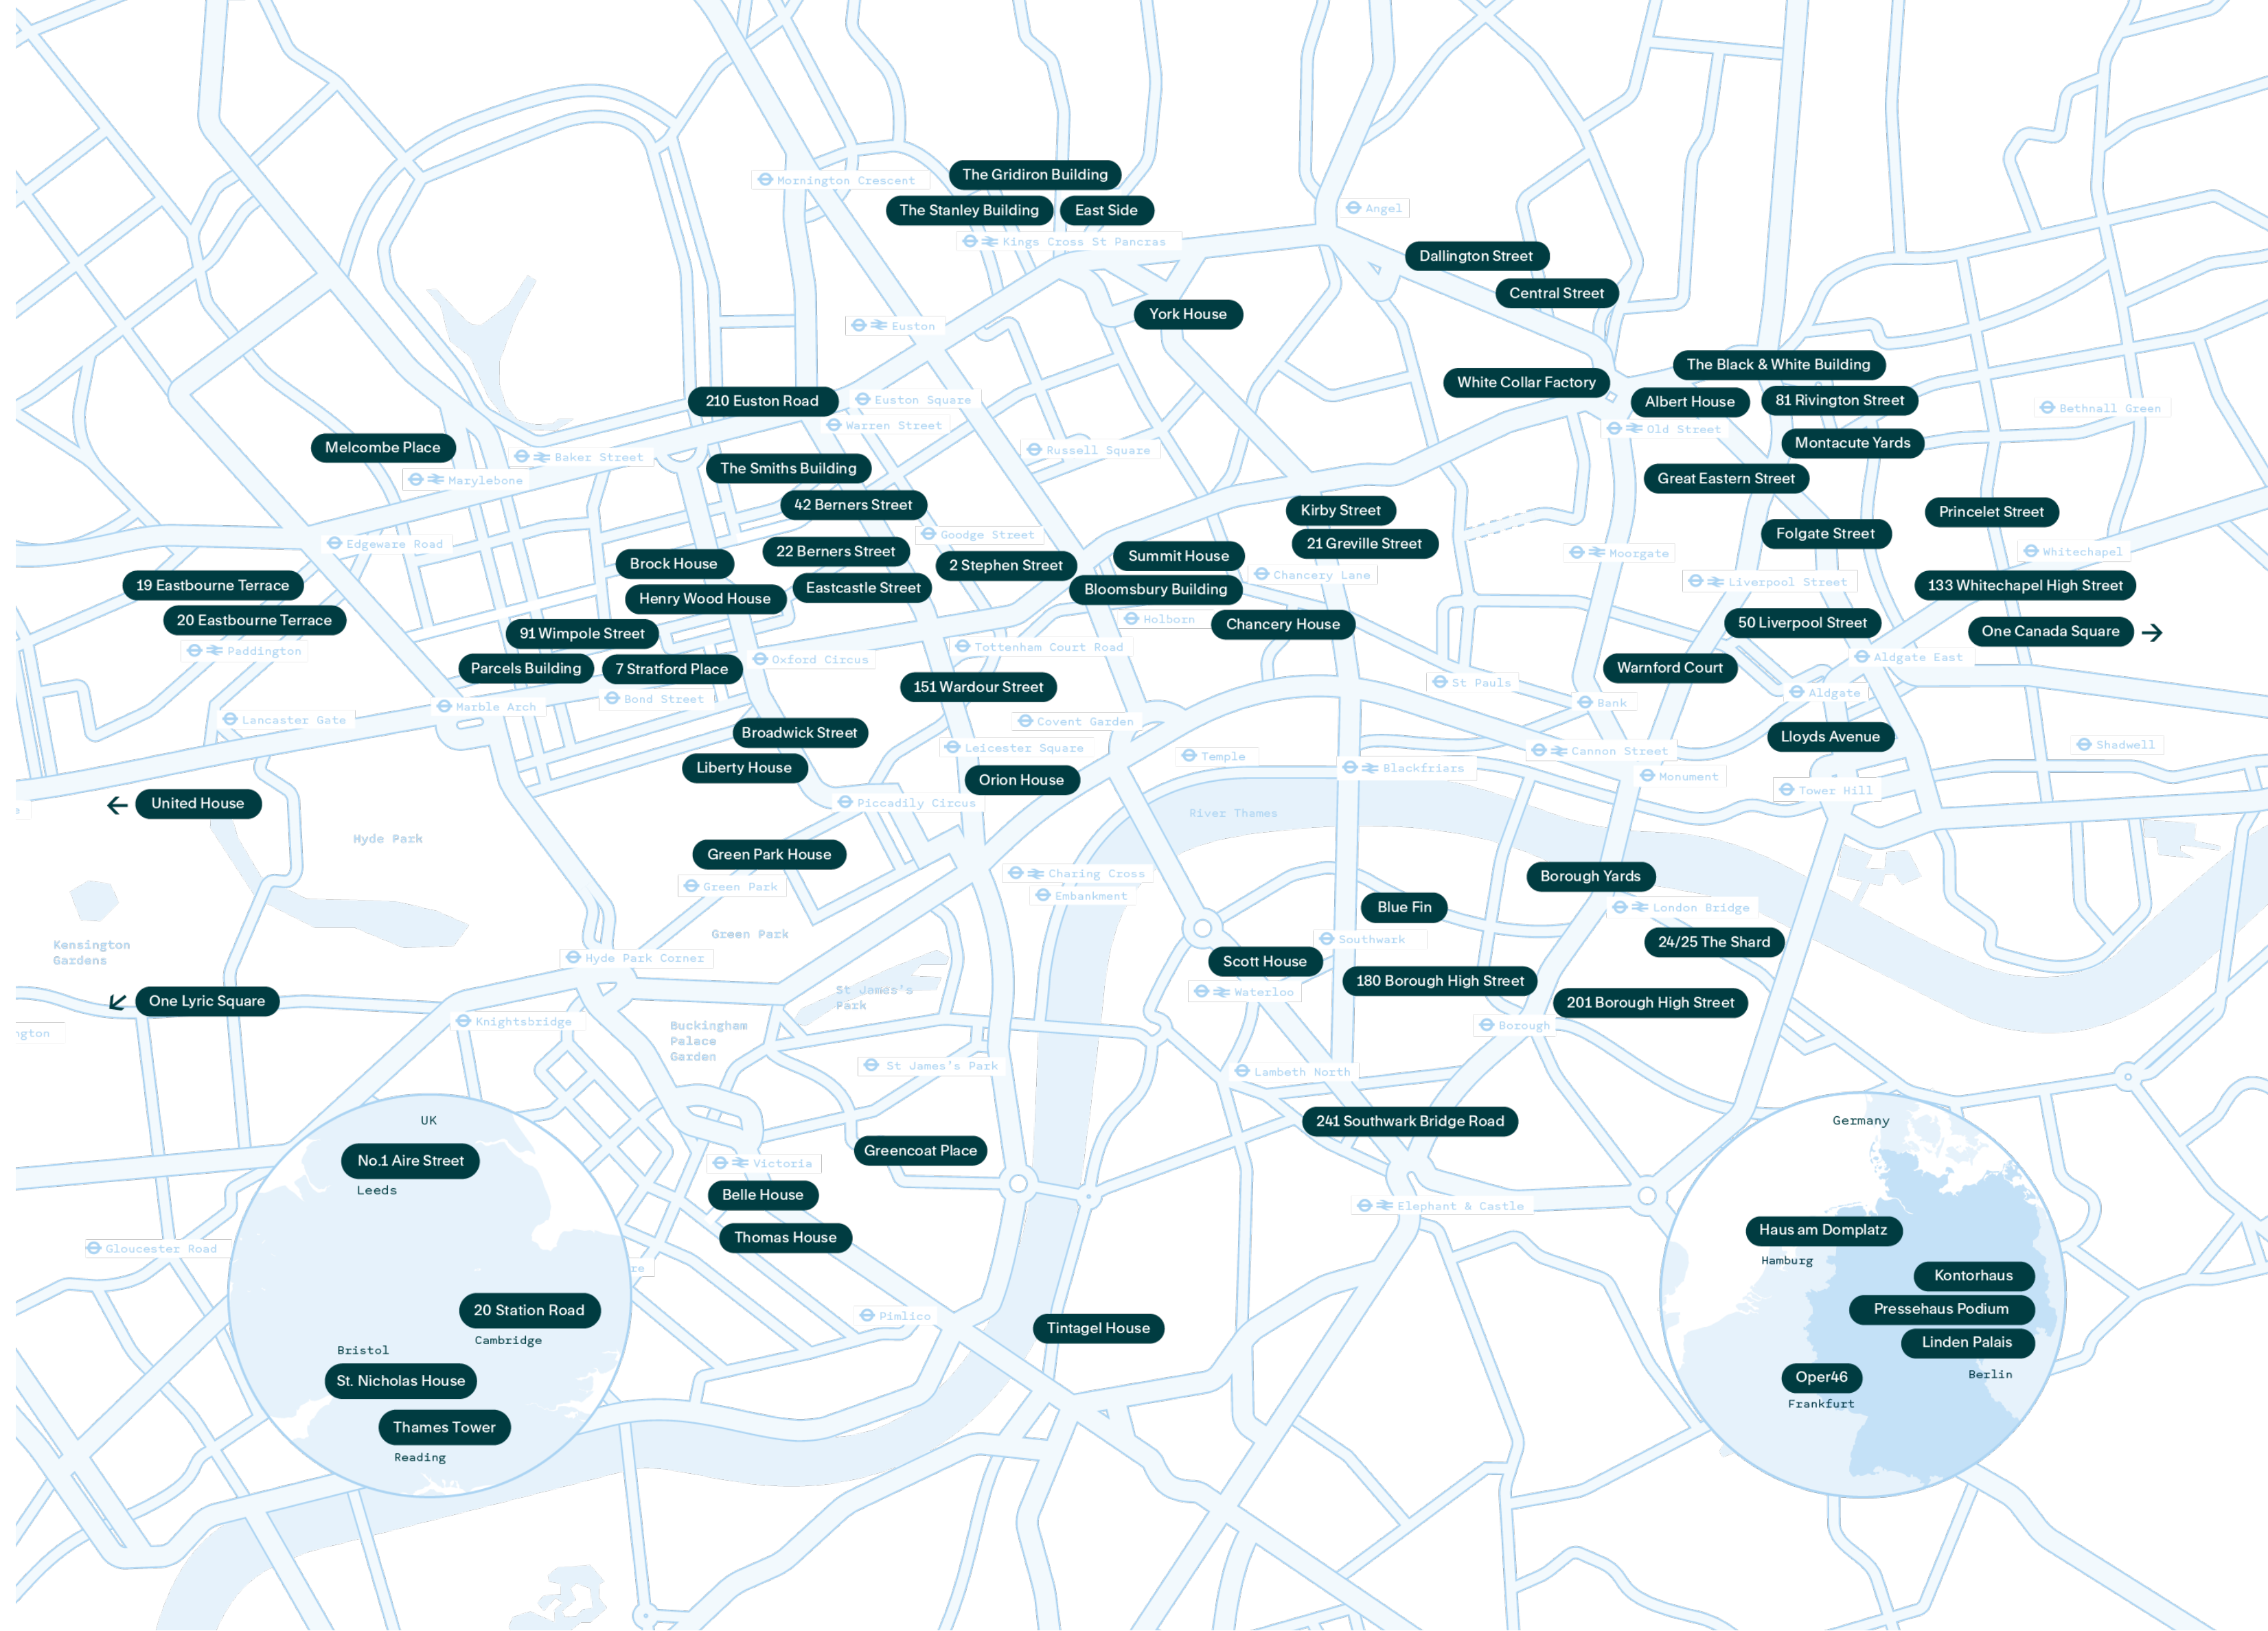 The Gridiron Building
Mornington Crescent
The Stanley Building
East Side
Angel
Kings Cross St Pancras
Dallington Street
Central Street
York House
Euston
The Black & White Building
White Collar Factory
210 Euston Road
Euston Square
Albert House
81 Rivington Street
Bethnall Green
Warren Street
Old Street
Melcombe Place
Baker Street
Russell Square
Montacute Yards
The Smiths Building
Marylebone
Great Eastern Street
42 Berners Street
Kirby Street
Princelet Street
Edgeware Road
Goodge Street
21 Greville Street
Folgate Street
22 Berners Street
Summit House
Moorgate
Whitechapel
Brock House
2 Stephen Street
Chancery Lane
19 Eastbourne Terrace
Eastcastle Street
Bloomsbury Building
Liverpool Street
133 Whitechapel High Street
Henry Wood House
20 Eastbourne Terrace
Holborn
Chancery House
50 Liverpool Street
One Canada Square
91 Wimpole Street
Paddington
Tottenham Court Road
Oxford Circus
Aldgate East
Parcels Building
7 Stratford Place
Warnford Court
151 Wardour Street
St Pauls
Aldgate
Bond Street
Marble Arch
Bank
Lancaster Gate
Covent Garden
Broadwick Street
Lloyds Avenue
Leicester Square
Temple
Cannon Street
Shadwell
Liberty House
Orion House
Blackfriars
Monument
Tower Hill
United House
Piccadily Circus
e
River Thames
Hyde Park
Green Park House
Charing Cross
Borough Yards
Green Park
Embankment
Blue Fin
London Bridge
Green Park
Southwark
24/25 The Shard
Kensington
Gardens
Hyde Park Corner
Scott House
180 Borough High Street
St James's
Park
Waterloo
One Lyric Square
201 Borough High Street
Knightsbridge
Buckingham
Palace
Garden
Borough
ngton
St James's Park
Lambeth North
UK
241 Southwark Bridge Road
Germany
Greencoat Place
No.1 Aire Street
Victoria
Leeds
Belle House
Elephant & Castle
Haus am Domplatz
Thomas House
Gloucester Road
Hamburg
re
Kontorhaus
20 Station Road
Pressehaus Podium
Pimlico
Tintagel House
Cambridge
Linden Palais
Bristol
Berlin
St. Nicholas House
Oper46
Frankfurt
Thames Tower
Reading